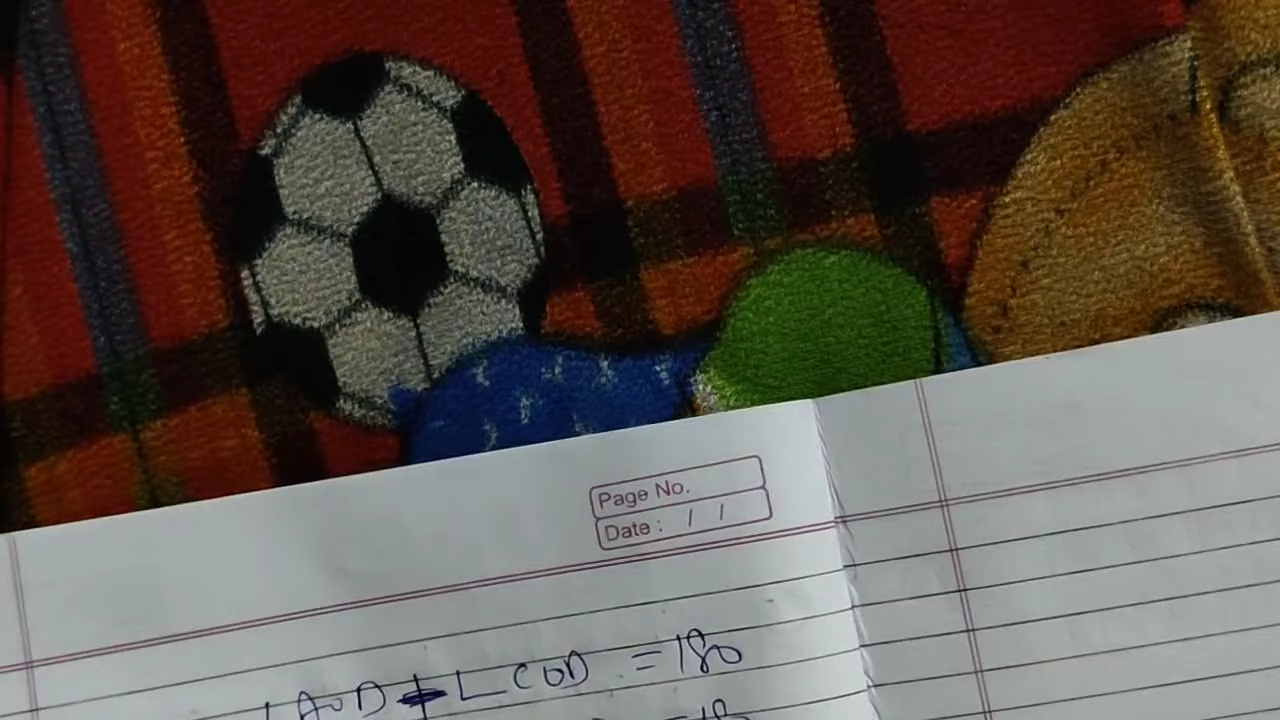 Page No.
Date : / /
∠AOD + ∠COD = 180